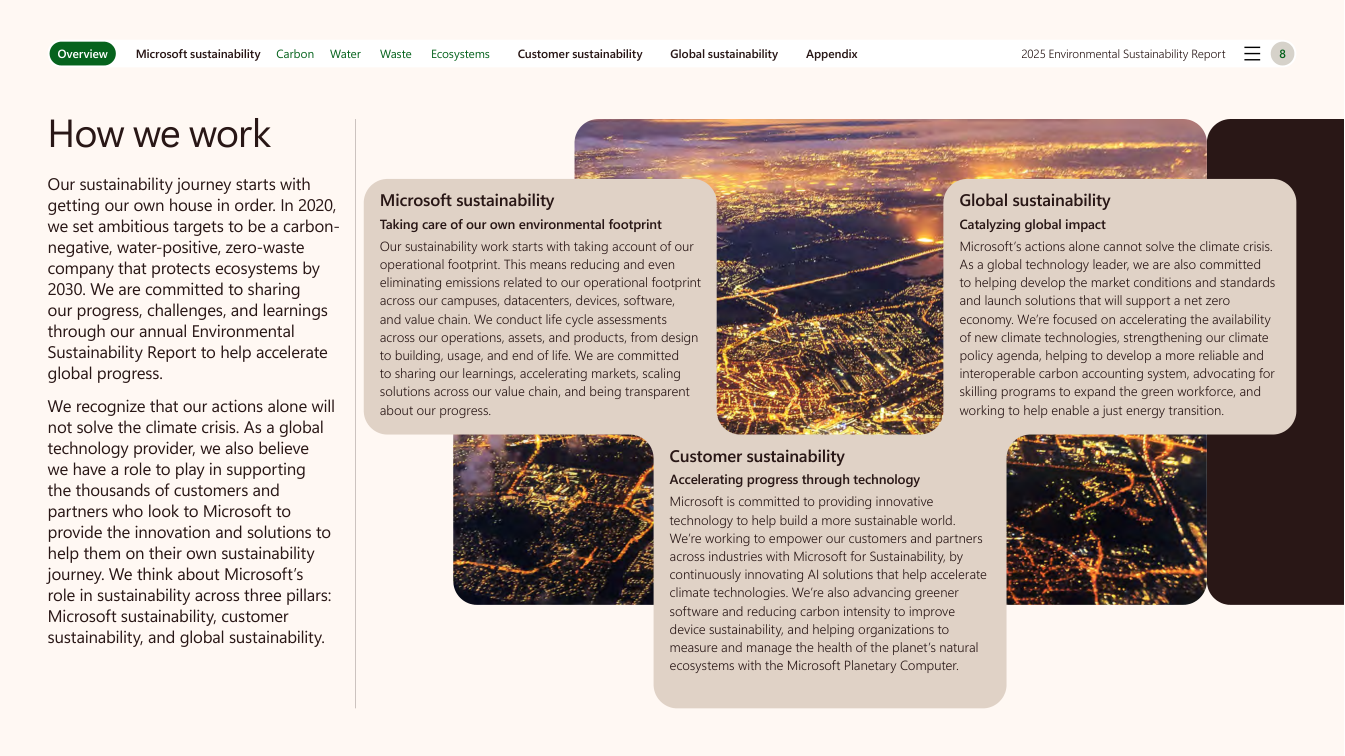 Overview Microsoft sustainability Carbon Water Waste Ecosystems Customer sustainability Global sustainability Appendix 2025 Environmental Sustainability Report 8
How we work
Our sustainability journey starts with
getting our own house in order. In 2020,
we set ambitious targets to be a carbon-
negative, water-positive, zero-waste
company that protects ecosystems by
2030. We are committed to sharing
our progress, challenges, and learnings
through our annual Environmental
Sustainability Report to help accelerate
global progress.
We recognize that our actions alone will
not solve the climate crisis. As a global
technology provider, we also believe
we have a role to play in supporting
the thousands of customers and
partners who look to Microsoft to
provide the innovation and solutions to
help them on their own sustainability
journey. We think about Microsoft’s
role in sustainability across three pillars:
Microsoft sustainability, customer
sustainability, and global sustainability.
Microsoft sustainability
Taking care of our own environmental footprint
Our sustainability work starts with taking account of our
operational footprint. This means reducing and even
eliminating emissions related to our operational footprint
across our campuses, datacenters, devices, software,
and value chain. We conduct life cycle assessments
across our operations, assets, and products, from design
to building, usage, and end of life. We are committed
to sharing our learnings, accelerating markets, scaling
solutions across our value chain, and being transparent
about our progress.
Customer sustainability
Accelerating progress through technology
Microsoft is committed to providing innovative
technology to help build a more sustainable world.
We’re working to empower our customers and partners
across industries with Microsoft for Sustainability, by
continuously innovating AI solutions that help accelerate
climate technologies. We’re also advancing greener
software and reducing carbon intensity to improve
device sustainability, and helping organizations to
measure and manage the health of the planet’s natural
ecosystems with the Microsoft Planetary Computer.
Global sustainability
Catalyzing global impact
Microsoft’s actions alone cannot solve the climate crisis.
As a global technology leader, we are also committed
to helping develop the market conditions and standards
and launch solutions that will support a net zero
economy. We’re focused on accelerating the availability
of new climate technologies, strengthening our climate
policy agenda, helping to develop a more reliable and
interoperable carbon accounting system, advocating for
skilling programs to expand the green workforce, and
working to help enable a just energy transition.